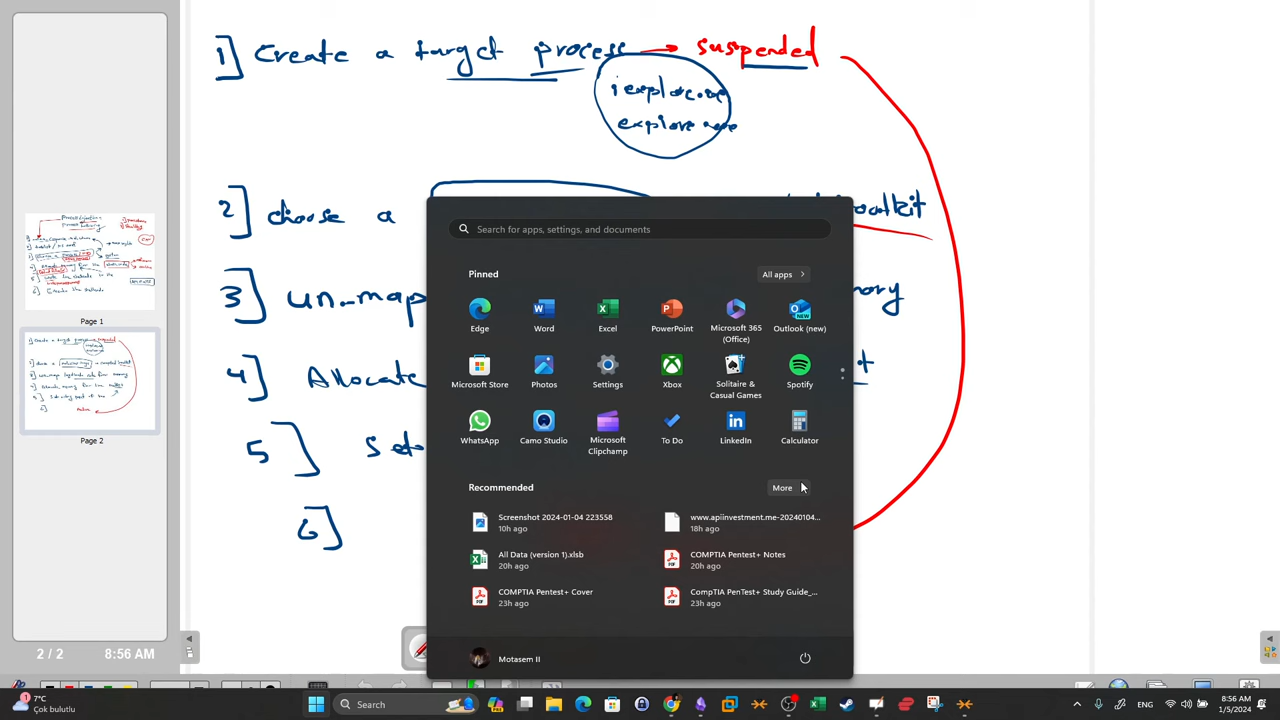 1] Create a target process → suspended
iexplore.exe
explore.exe
2] choose a
rootkit
3] un_map
4] Allocate
5]
6]
Page 1
Page 2
2 / 2
8:56 AM
Search for apps, settings, and documents
Pinned
All apps
Edge
Word
Excel
PowerPoint
Microsoft 365
(Office)
Outlook (new)
Microsoft Store
Photos
Settings
Xbox
Solitaire &
Casual Games
Spotify
WhatsApp
Camo Studio
Microsoft
Clipchamp
To Do
LinkedIn
Calculator
Recommended
More
Screenshot 2024-01-04 223558
10h ago
www.apiinvestment.me-20240104...
18h ago
All Data (version 1).xlsb
20h ago
COMPTIA Pentest+ Notes
20h ago
COMPTIA Pentest+ Cover
23h ago
CompTIA PenTest+ Study Guide_...
23h ago
Motasem II
7°C
Çok bulutlu
Search
ENG
8:56 AM
1/5/2024